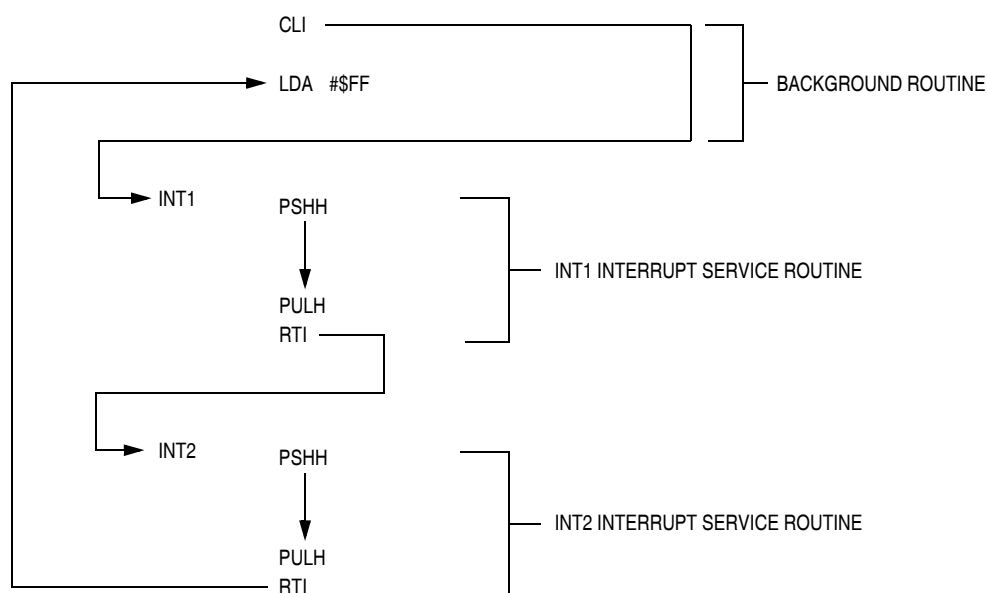 CLI
LDA #$FF
BACKGROUND ROUTINE
INT1
PSHH
INT1 INTERRUPT SERVICE ROUTINE
PULH
RTI
INT2
PSHH
INT2 INTERRUPT SERVICE ROUTINE
PULH
RTI